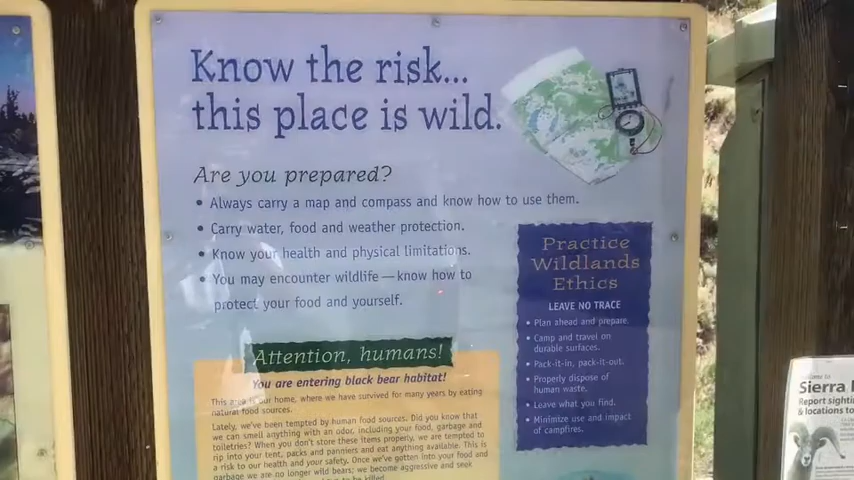 Know the risk...
this place is wild.
Are you prepared?
• Always carry a map and compass and know how to use them.
• Carry water, food and weather protection.
• Know your health and physical limitations.
• You may encounter wildlife — know how to
protect your food and yourself.
Practice
Wildlands
Ethics
LEAVE NO TRACE
• Plan ahead and prepare.
• Camp and travel on
durable surfaces.
• Pack-it-in, pack-it-out.
• Properly dispose of
human waste.
• Leave what you find.
• Minimize use and impact
of campfires.
Attention, humans!
You are entering black bear habitat!
This area is our home, where we have survived for many years by eating
natural food sources.
Lately, we've been tempted by human food sources. Did you know that
we can smell anything with an odor, including your food, garbage and
toiletries? When you don't store these items properly, we are tempted to
rip into your tent, packs and panniers and eat anything available. This is
a risk to our health and your safety. Once we've gotten into your food and
garbage we are no longer wild bears; we become aggressive and seek
to be killed.
Sierra
Report
& locations to